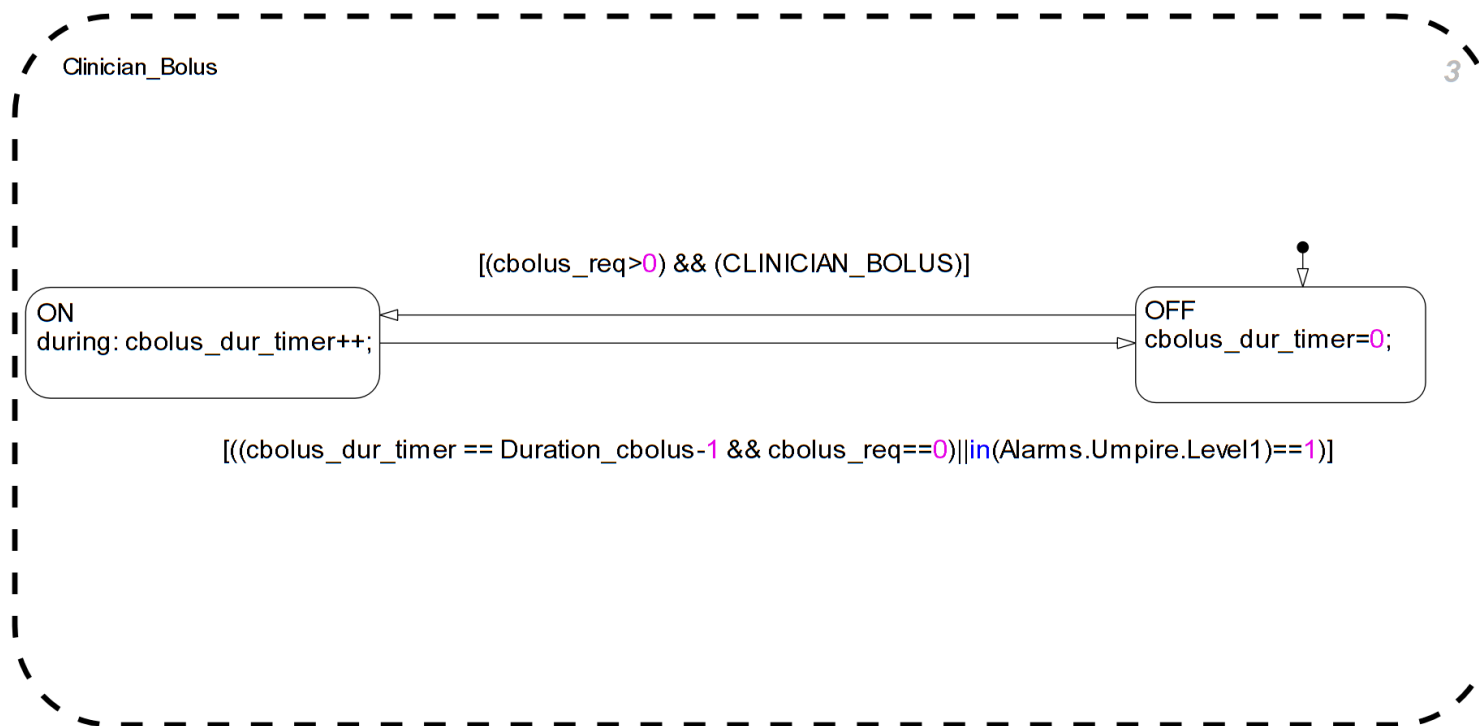 Clinician_Bolus
3
[(cbolus_req>0) && (CLINICIAN_BOLUS)]
ON
during: cbolus_dur_timer++;
OFF
cbolus_dur_timer=0;
[((cbolus_dur_timer == Duration_cbolus-1 && cbolus_req==0)||in(Alarms.Umpire.Level1)==1)]